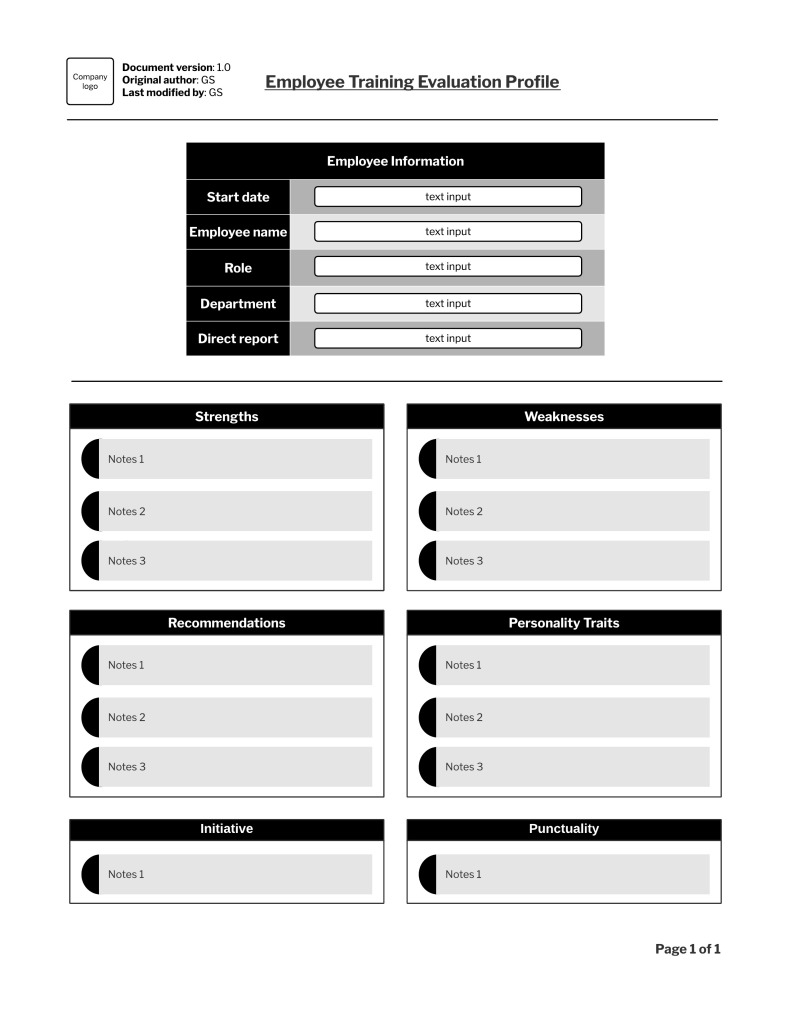 Company
logo
Document version: 1.0
Original author: GS
Last modified by: GS
Employee Training Evaluation Profile
Employee Information
Start date text input
Employee name text input
Role text input
Department text input
Direct report text input
Strengths
Notes 1
Notes 2
Notes 3
Weaknesses
Notes 1
Notes 2
Notes 3
Recommendations
Notes 1
Notes 2
Notes 3
Personality Traits
Notes 1
Notes 2
Notes 3
Initiative
Notes 1
Punctuality
Notes 1
Page 1 of 1